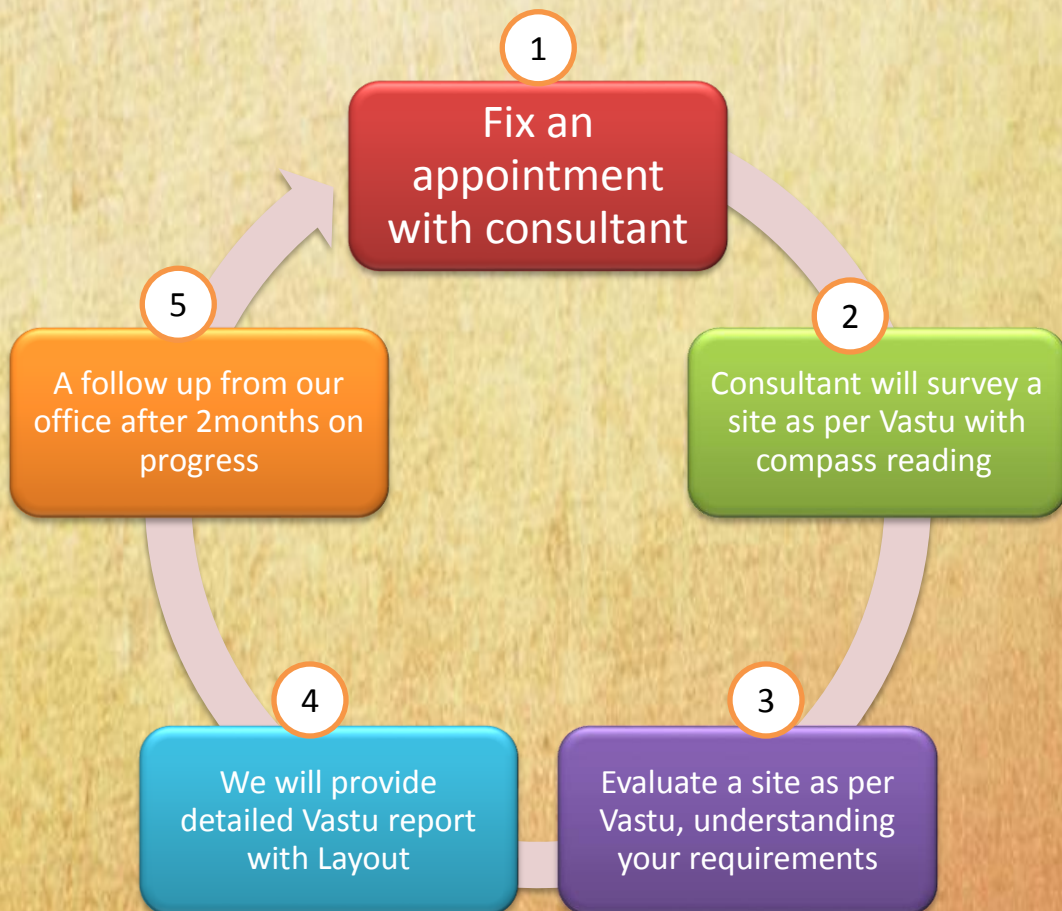 1
Fix an
appointment
with consultant
2
Consultant will survey a
site as per Vastu with
compass reading
3
Evaluate a site as per
Vastu, understanding
your requirements
4
We will provide
detailed Vastu report
with Layout
5
A follow up from our
office after 2months on
progress